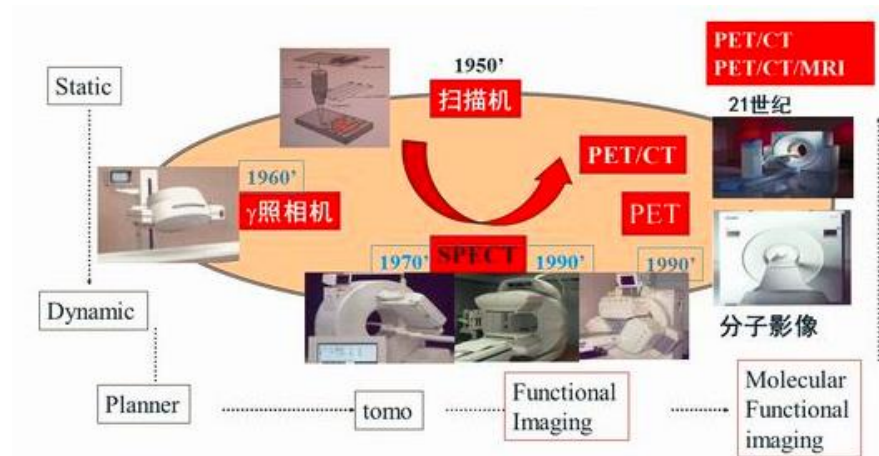 PET/CT
PET/CT/MRI
1950'
扫描机
21世纪
Static
PET/CT
1960'
γ照相机
PET
1970'
SPECT
1990'
1990'
Dynamic
分子影像
Planner
tomo
Functional
Imaging
Molecular
Functional
imaging